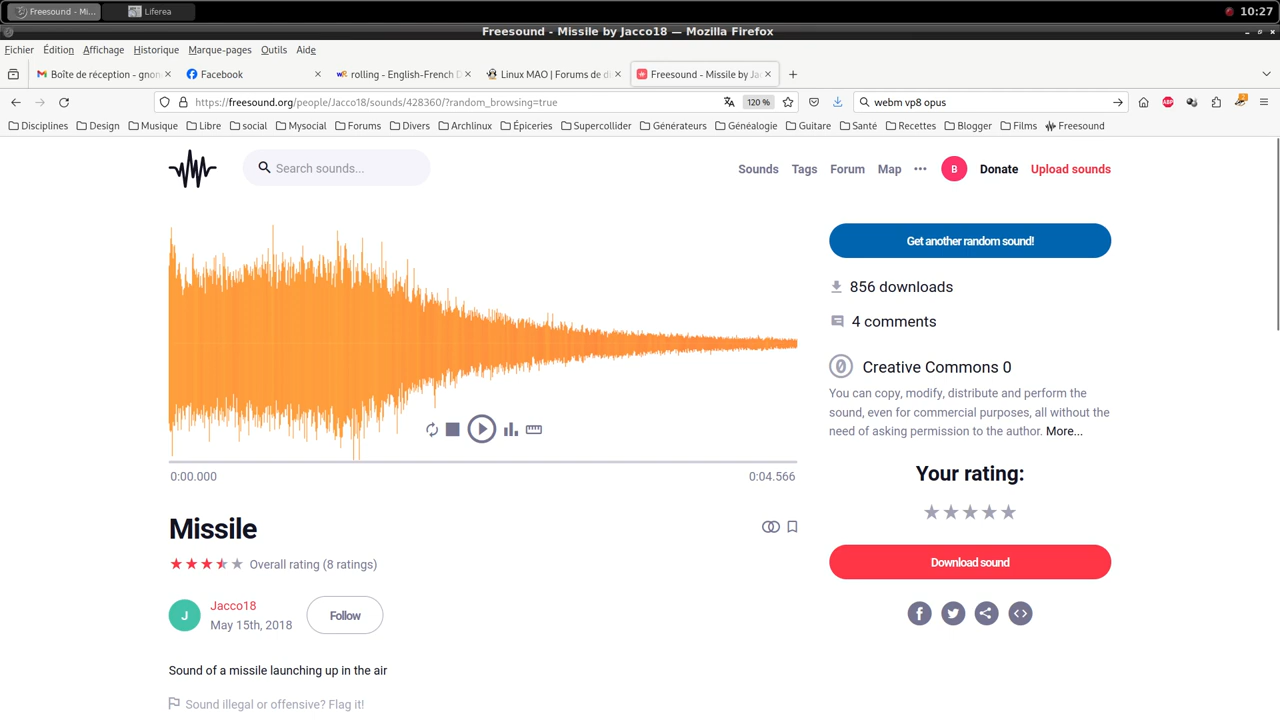 Freesound - Mi...
Liferea
10:27
Freesound - Missile by Jacco18 — Mozilla Firefox
Fichier Édition Affichage Historique Marque-pages Outils Aide
Boîte de réception - gnon
Facebook
rolling - English-French D
Linux MAO | Forums de di
Freesound - Missile by Jac
https://freesound.org/people/Jacco18/sounds/428360/?random_browsing=true
120 %
webm vp8 opus
ABP
2
Disciplines Design Musique Libre social Mysocial Forums Divers Archlinux Épiceries Supercollider Générateurs Généalogie Guitare Santé Recettes Blogger Films Freesound
Search sounds...
Sounds Tags Forum Map ••• B Donate Upload sounds
Get another random sound!
856 downloads
4 comments
Creative Commons 0
You can copy, modify, distribute and perform the
sound, even for commercial purposes, all without the
need of asking permission to the author. More...
Your rating:
Download sound
0:00.000
0:04.566
Missile
Overall rating (8 ratings)
J
Jacco18
May 15th, 2018
Follow
Sound of a missile launching up in the air
Sound illegal or offensive? Flag it!